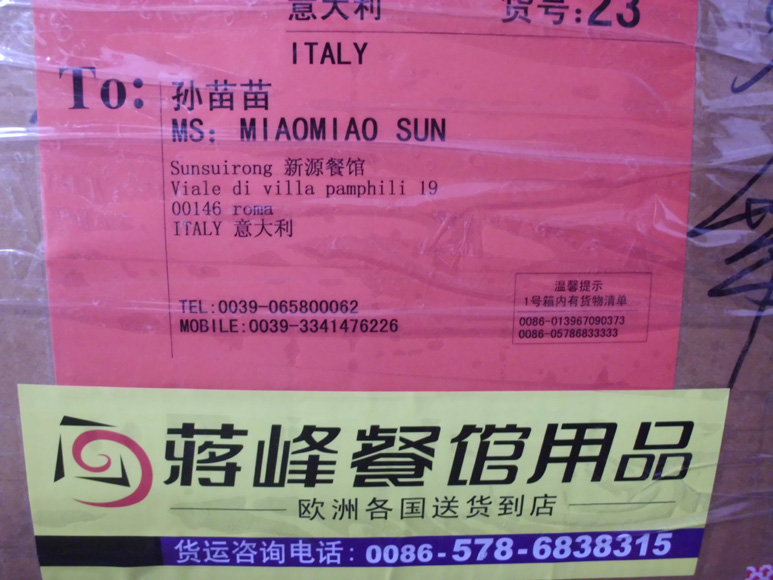 意大利 货号:23
ITALY
To: 孙苗苗
MS: MIAOMIAO SUN
Sunsuirong 新源餐馆
Viale di villa pamphili 19
00146 roma
ITALY 意大利
TEL:0039-065800062
MOBILE:0039-3341476226
温馨提示
1号箱内有货物清单
0086-013967090373
0086-05786833333
蒋峰餐馆用品
欧洲各国送货到店
货运咨询电话: 0086-578-6838315